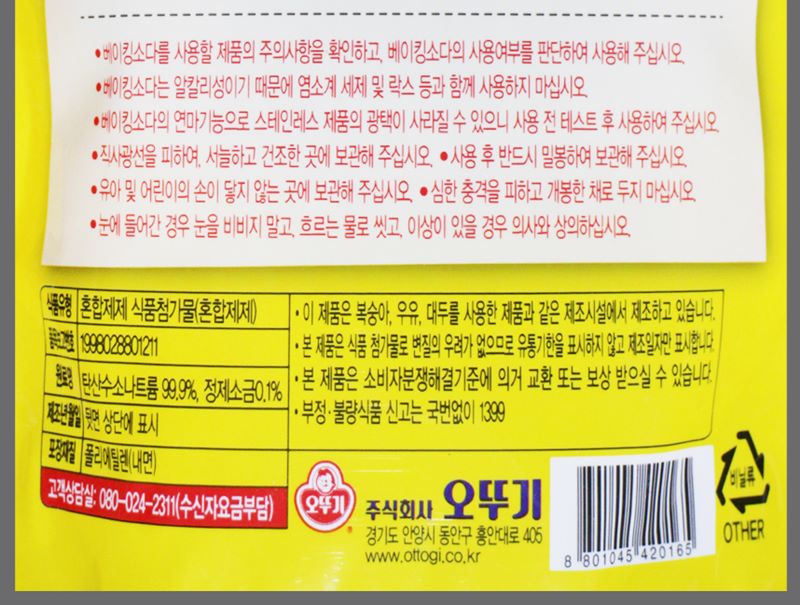 •베이킹소다를 사용할 제품의 주의사항을 확인하고, 베이킹소다의 사용여부를 판단하여 사용해 주십시오.
•베이킹소다는 알칼리성이기 때문에 염소계 세제 및 락스 등과 함께 사용하지 마십시오.
•베이킹소다의 연마기능으로 스테인레스 제품의 광택이 사라질 수 있으니 사용 전 테스트 후 사용하여 주십시오.
•직사광선을 피하여, 서늘하고 건조한 곳에 보관해 주십시오. •사용 후 반드시 밀봉하여 보관해 주십시오.
•유아 및 어린이의 손이 닿지 않는 곳에 보관해 주십시오. •심한 충격을 피하고 개봉한 채로 두지 마십시오.
•눈에 들어간 경우 눈을 비비지 말고, 흐르는 물로 씻고, 이상이 있을 경우 의사와 상의하십시오.
식품유형 혼합제제 식품첨가물(혼합제제)
품목보고번호 1998028801211
원료명 탄산수소나트륨 99.9%, 정제소금0.1%
제조년월일 뒷면 상단에 표시
포장재질 폴리에틸렌(내면)
고객상담실: 080-024-2311(수신자요금부담)
•이 제품은 복숭아, 우유, 대두를 사용한 제품과 같은 제조시설에서 제조하고 있습니다.
•본 제품은 식품 첨가물로 변질의 우려가 없으므로 유통기한을 표시하지 않고 제조일자만 표시합니다.
•본 제품은 소비자분쟁해결기준에 의거 교환 또는 보상 받으실 수 있습니다.
•부정·불량식품 신고는 국번없이 1399
오뚜기
주식회사 오뚜기
경기도 안양시 동안구 흥안대로 405
www.ottogi.co.kr
8 801045 420165
비닐류
OTHER